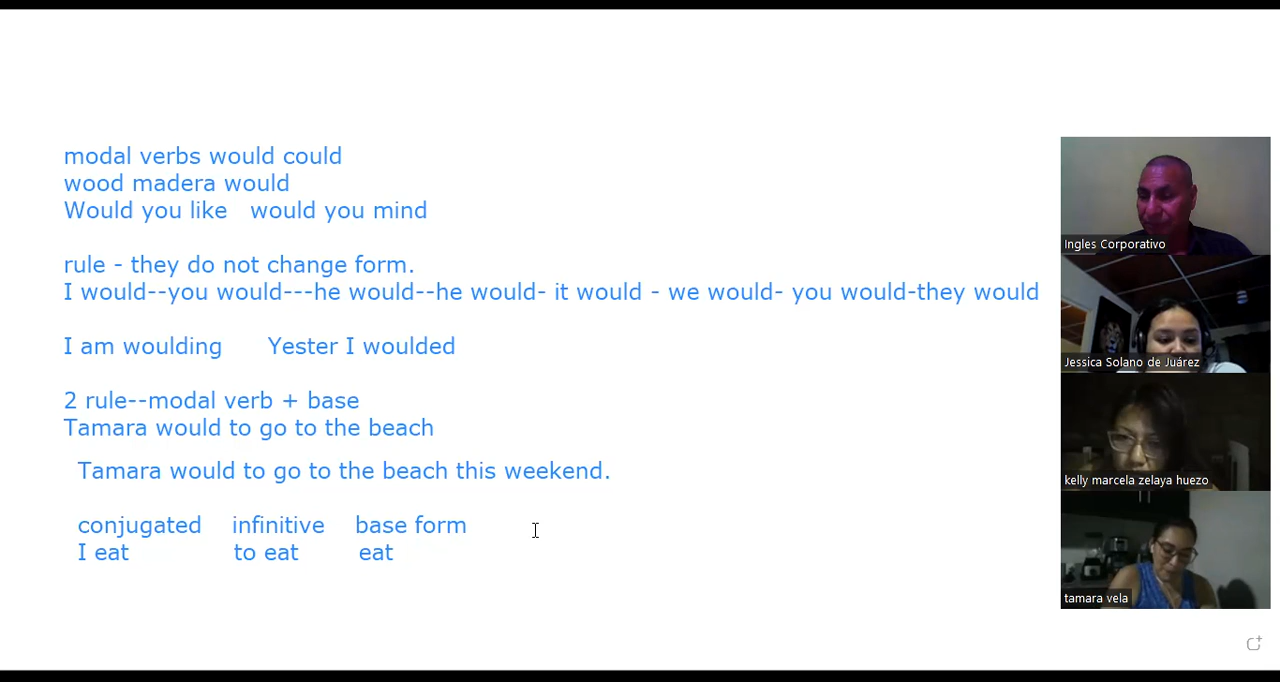 modal verbs would could
wood madera would
Would you like   would you mind
rule - they do not change form.
I would--you would---he would--he would- it would - we would- you would-they would
I am woulding      Yester I woulded
2 rule--modal verb + base
Tamara would to go to the beach
Tamara would to go to the beach this weekend.
conjugated    infinitive    base form
I eat    to eat    eat
Ingles Corporativo
Jessica Solano de Juárez
kelly marcela zelaya huezo
tamara vela